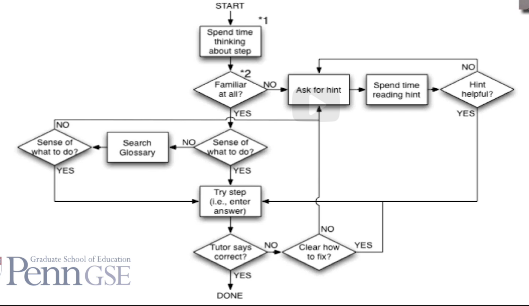 START
*1
Spend time
thinking
about step
*2
Familiar
at all?
NO
Ask for hint
Spend time
reading hint
NO
Hint
helpful?
YES
YES
NO
Sense of
what to do?
YES
Search
Glossary
NO
Sense of
what to do?
YES
Try step
(i.e., enter
answer)
Tutor says
correct?
NO
NO
Clear how
to fix?
YES
YES
DONE
Graduate School of Education
Penn GSE